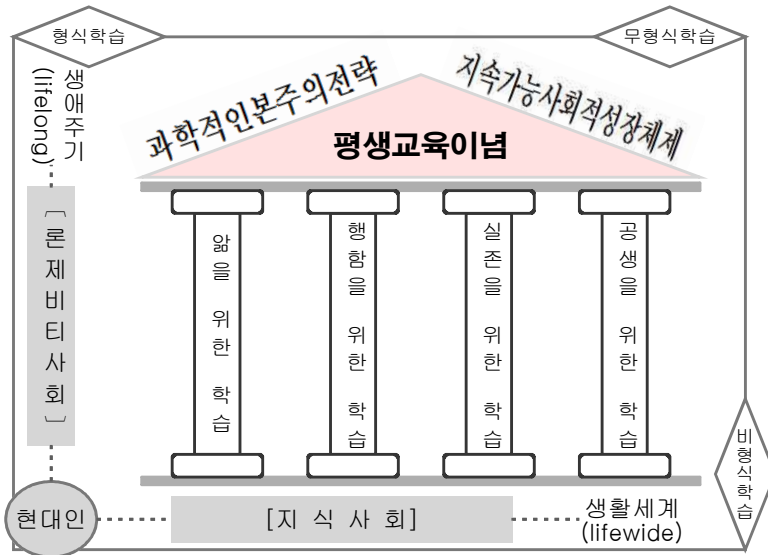 형식학습
무형식학습
생애주기
(lifelong)
과학적인본주의전략
지속가능사회적성장체제
평생교육이념
[론제비티사회]
앎을 위한 학습
행함을 위한 학습
실존을 위한 학습
공생을 위한 학습
비형식학습
현대인
[지 식 사 회]
생활세계
(lifewide)